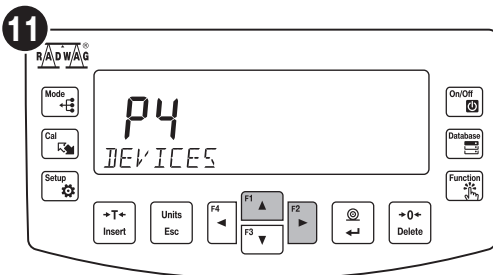 11
RADWAG®
Mode
Cal
Setup
P4
DEVICES
On/Off
Database
Function
→T←
Insert
Units
Esc
F4
F1
F3
F2
→0←
Delete